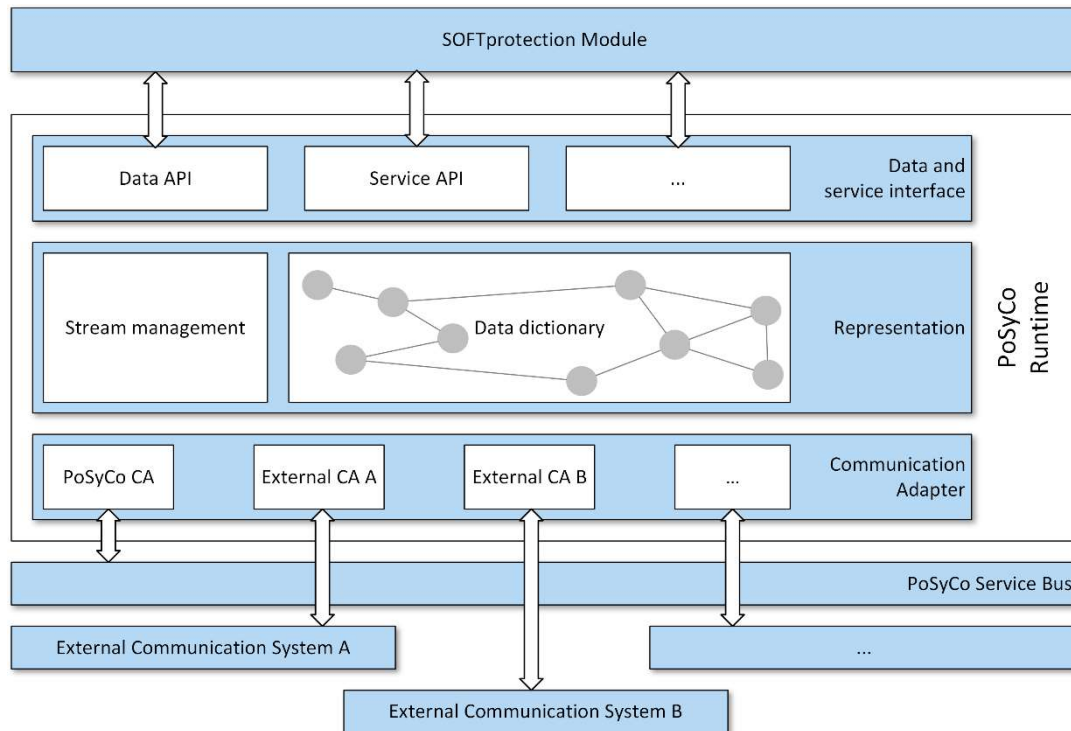 SOFTprotection Module
Data API
Service API
...
Data and
service interface
Stream management
Data dictionary
Representation
PoSyCo
Runtime
PoSyCo CA
External CA A
External CA B
...
Communication
Adapter
PoSyCo Service Bus
External Communication System A
...
External Communication System B